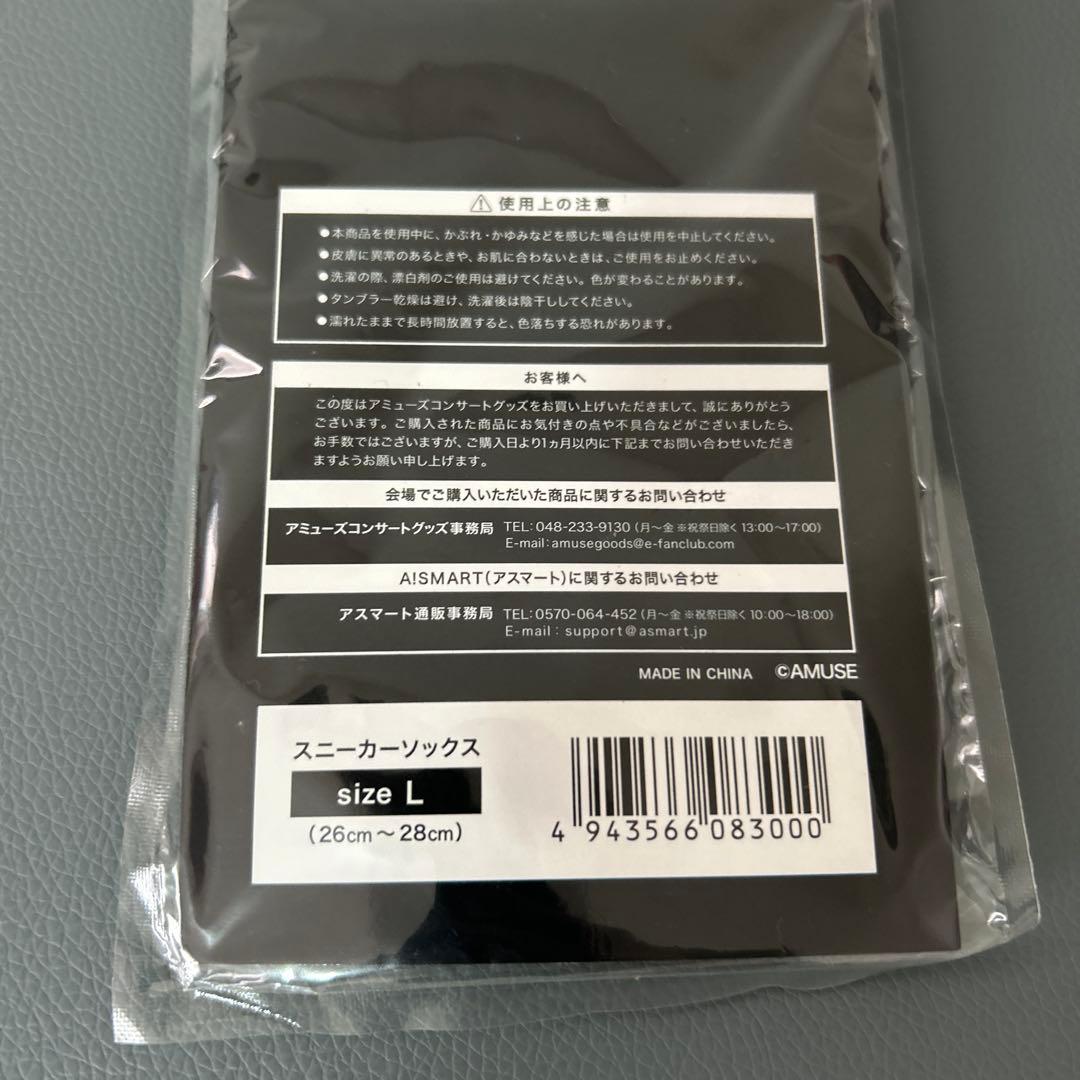 ⚠使用上の注意
●本商品を使用中に、かぶれ・かゆみなどを感じた場合は使用を中止してください。
●皮膚に異常のあるときや、お肌に合わないときは、ご使用をお止めください。
●洗濯の際、漂白剤のご使用は避けてください。色が変わることがあります。
●タンブラー乾燥は避け、洗濯後は陰干ししてください。
●濡れたままで長時間放置すると、色落ちする恐れがあります。
お客様へ
この度はアミューズコンサートグッズをお買い上げいただきまして、誠にありがとう
ございます。ご購入された商品にお気付きの点や不具合などがございましたら、
お手数ではございますが、ご購入日より1ヵ月以内に下記までお問い合わせいただき
ますようお願い申し上げます。
会場でご購入いただいた商品に関するお問い合わせ
アミューズコンサートグッズ事務局 TEL:048-233-9130(月〜金 ※祝祭日除く 13:00〜17:00)
E-mail:amusegoods@e-fanclub.com
A!SMART(アスマート)に関するお問い合わせ
アスマート通販事務局 TEL:0570-064-452(月〜金 ※祝祭日除く 10:00〜18:00)
E-mail:support@asmart.jp
MADE IN CHINA ©AMUSE
スニーカーソックス
size L
(26cm〜28cm)
4 943566 083000